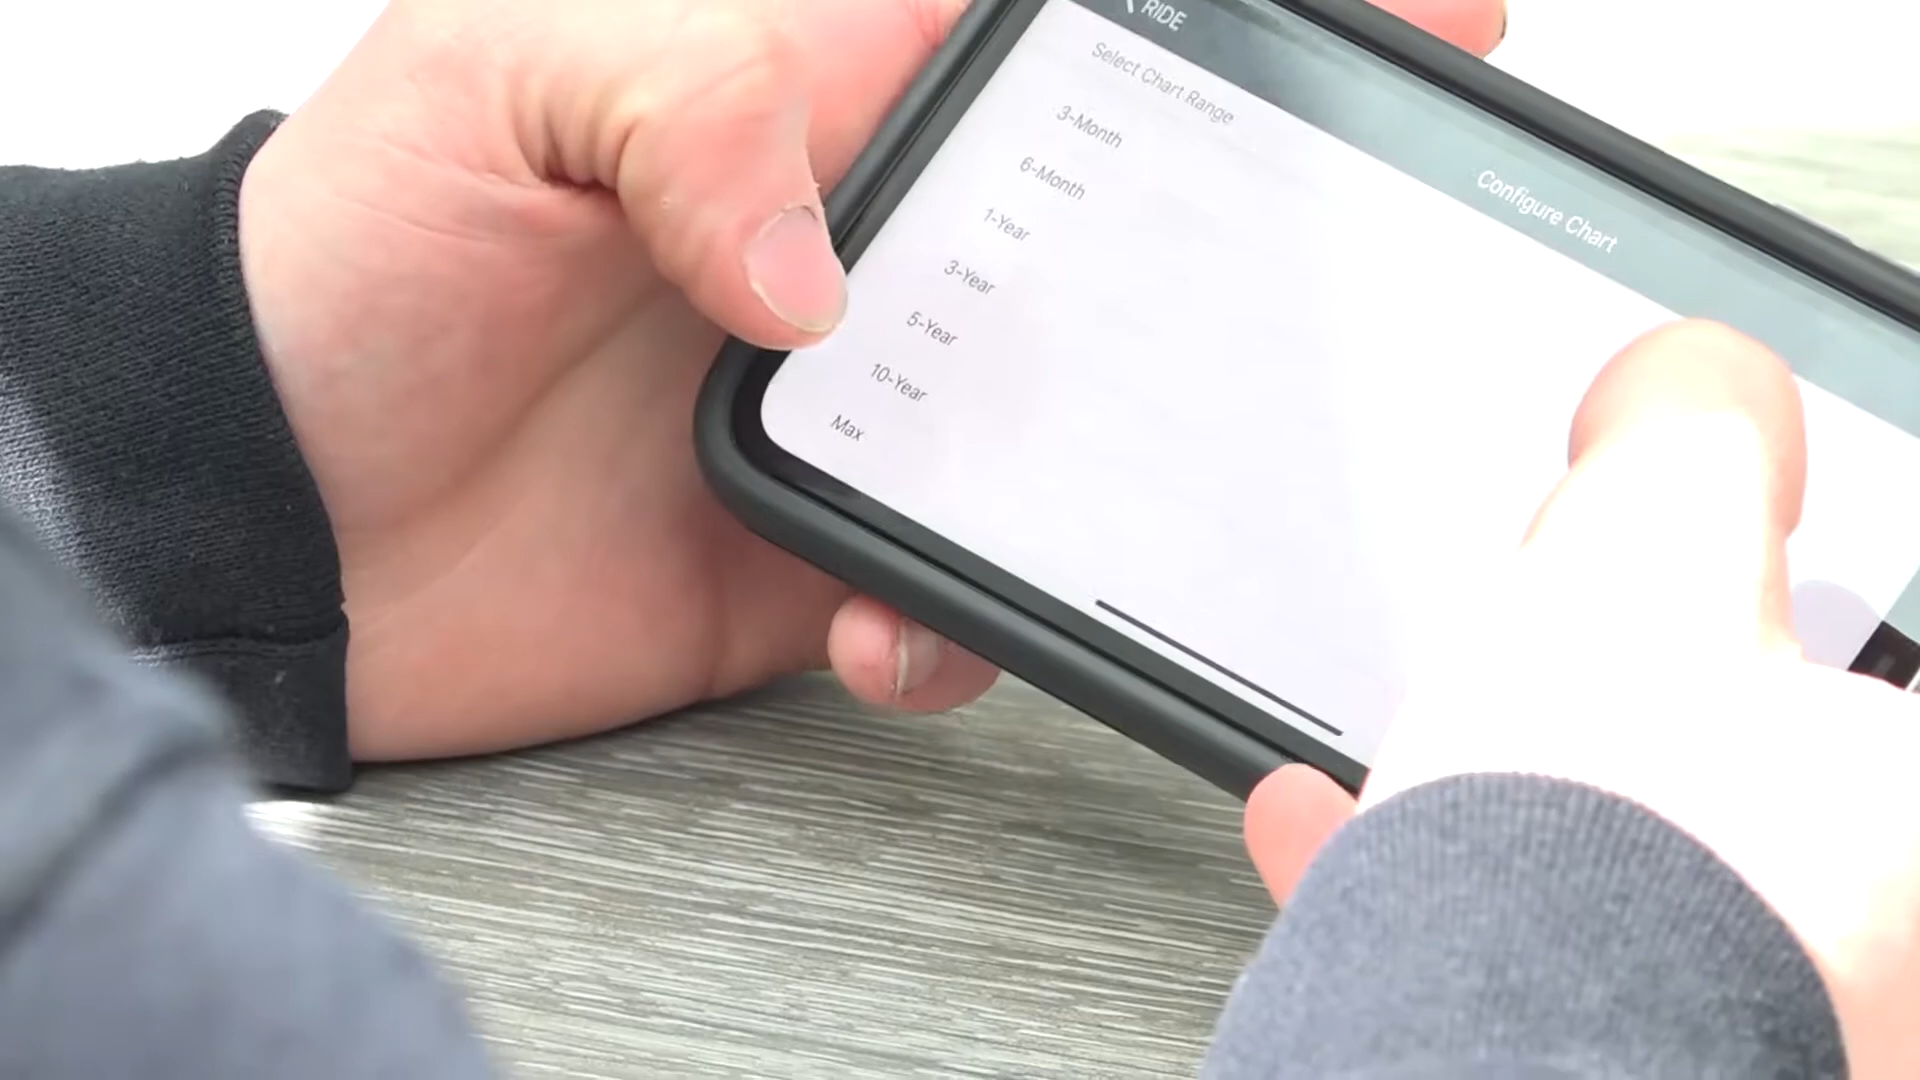 RIDE
Configure Chart
Select Chart Range
3-Month
6-Month
1-Year
3-Year
5-Year
10-Year
Max